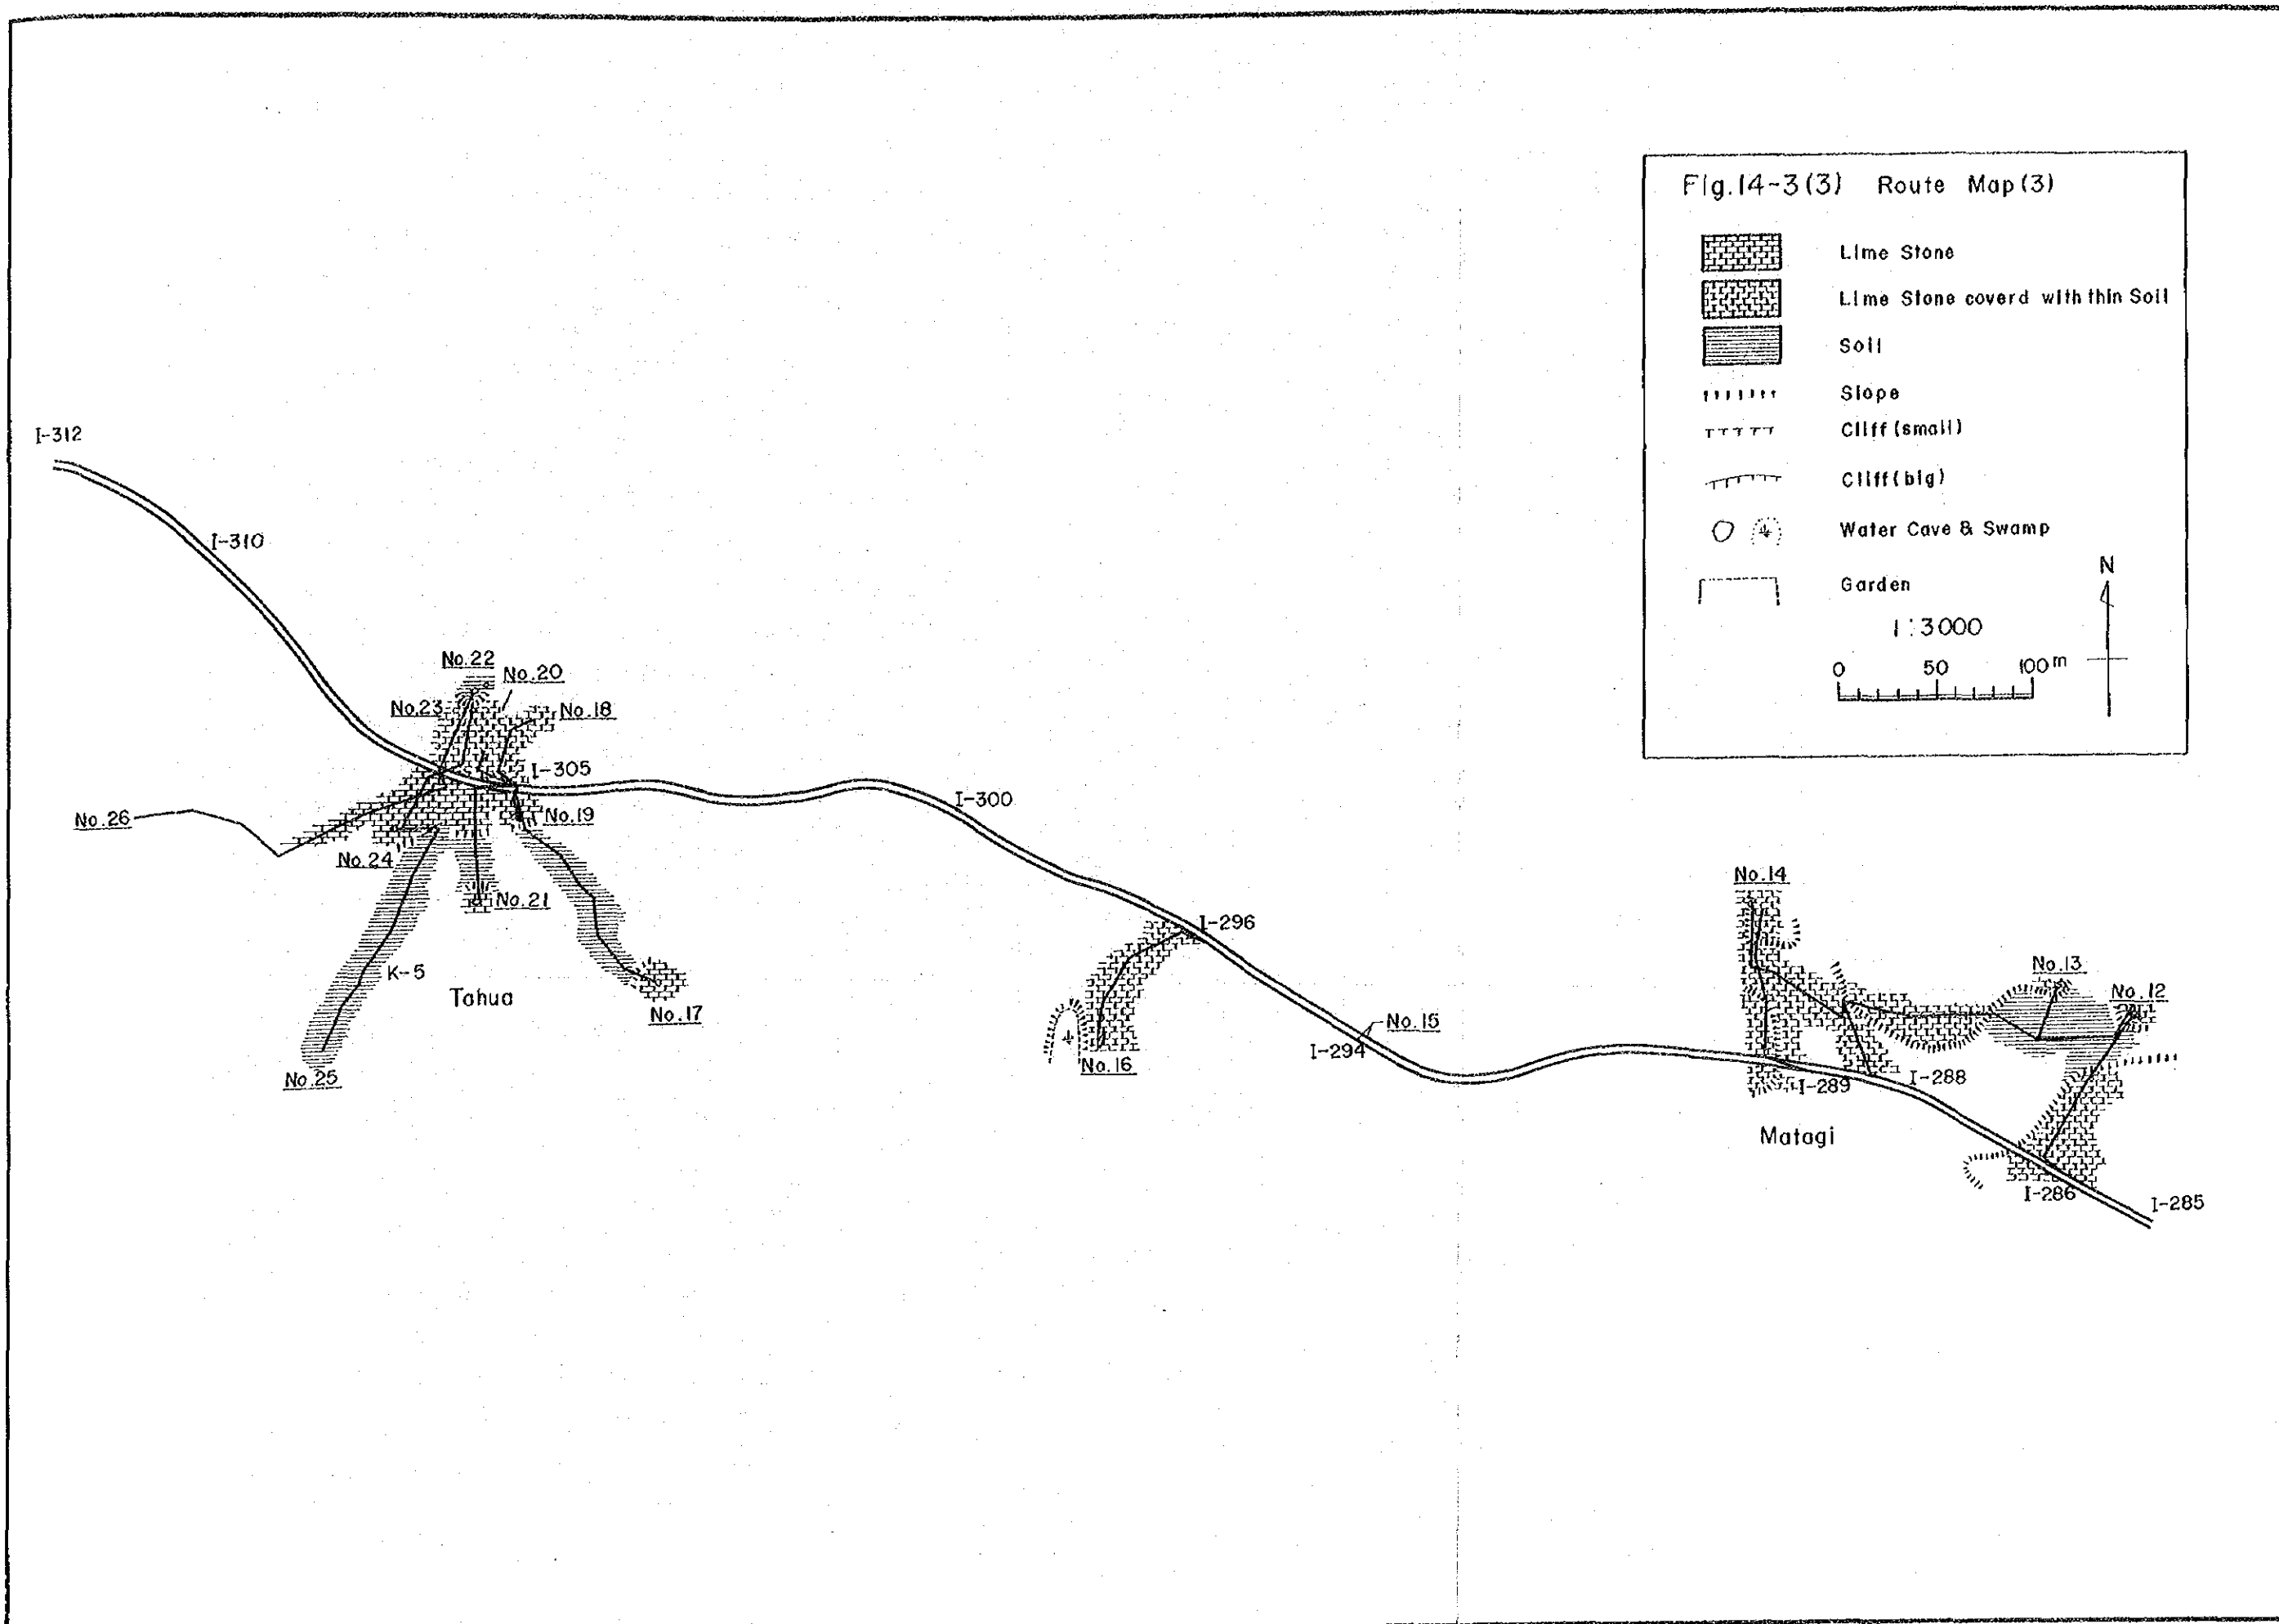 Fig.14-3(3) Route Map(3)
Lime Stone
Lime Stone coverd with thin Soil
Soil
Slope
Cliff(small)
Cliff(big)
Water Cave & Swamp
Garden
N
1:3000
0 50 100m
I-312
I-310
No.22
No.20
No.23
No.18
I-305
No.26
No.19
No.24
I-300
No.21
No.14
I-296
K-5
Tahua
No.13
No.12
No.17
No.15
I-294
No.16
No.25
I-289
I-288
Matagi
I-286
I-285